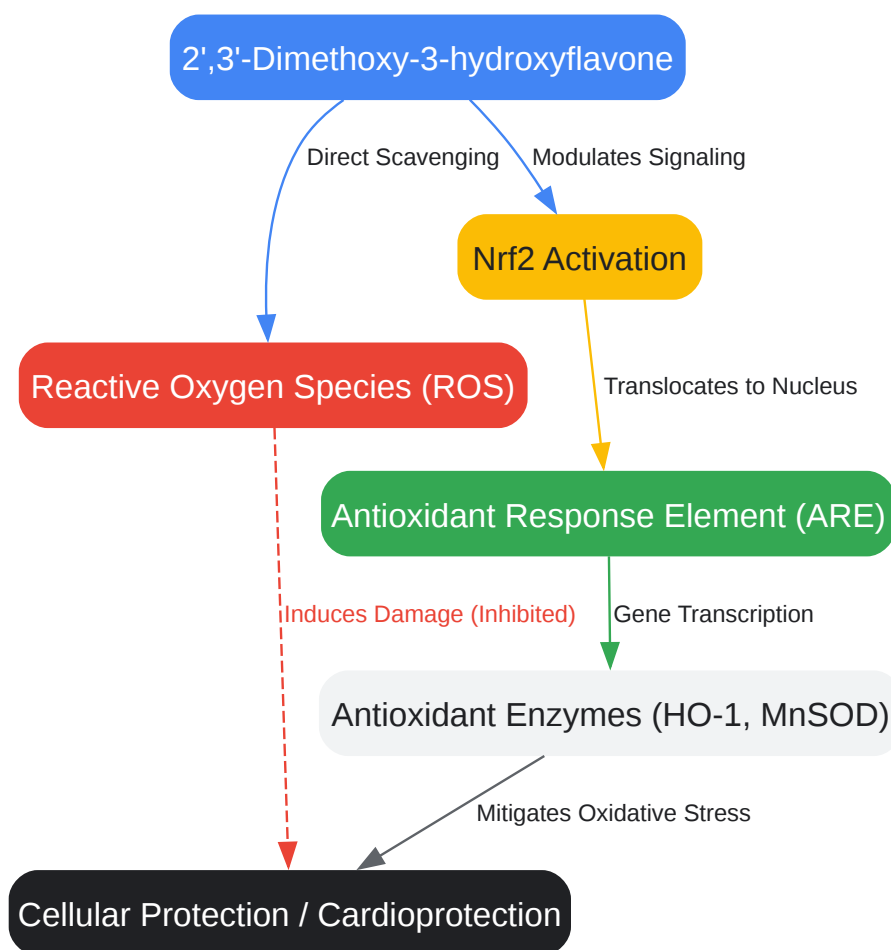 2',3'-Dimethoxy-3-hydroxyflavone
Direct Scavenging
Modulates Signaling
Nrf2 Activation
Reactive Oxygen Species (ROS)
Translocates to Nucleus
Antioxidant Response Element (ARE)
Induces Damage (Inhibited)
Gene Transcription
Antioxidant Enzymes (HO-1, MnSOD)
Mitigates Oxidative Stress
Cellular Protection / Cardioprotection